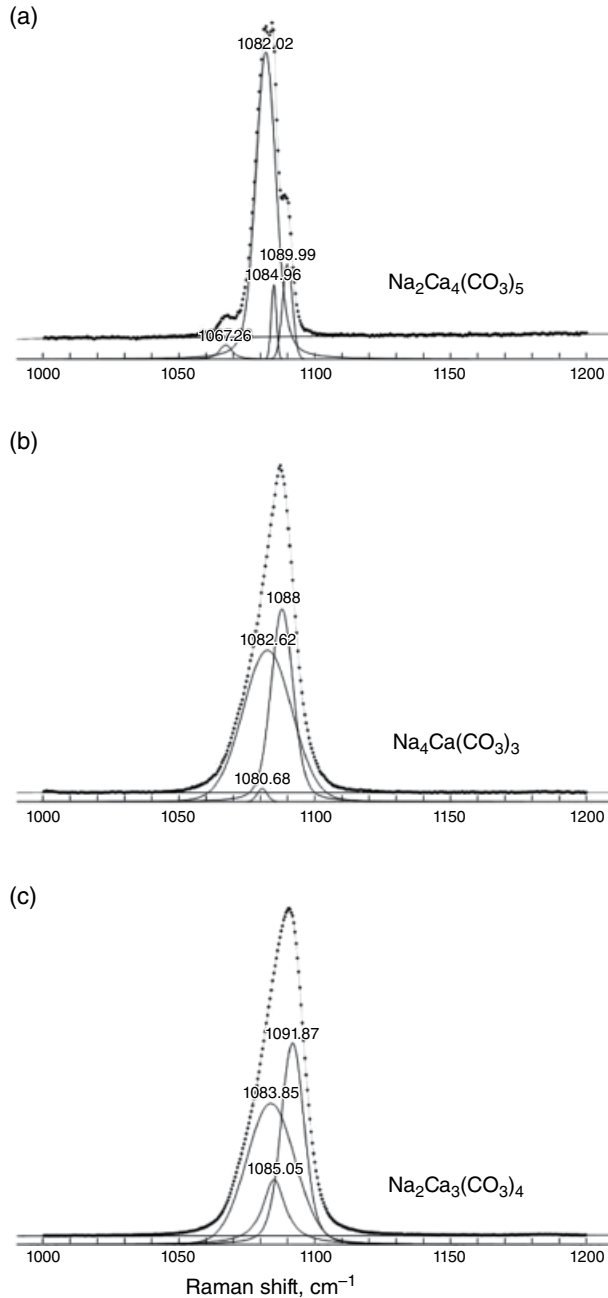 (a)
1082.02
1089.99
1084.96
Na₂Ca₄(CO₃)₅
1067.26
1000 1050 1100 1150 1200
(b)
1088
1082.62
Na₄Ca(CO₃)₃
1080.68
1000 1050 1100 1150 1200
(c)
1091.87
1083.85
1085.05
Na₂Ca₃(CO₃)₄
1000 1050 1100 1150 1200
Raman shift, cm⁻¹